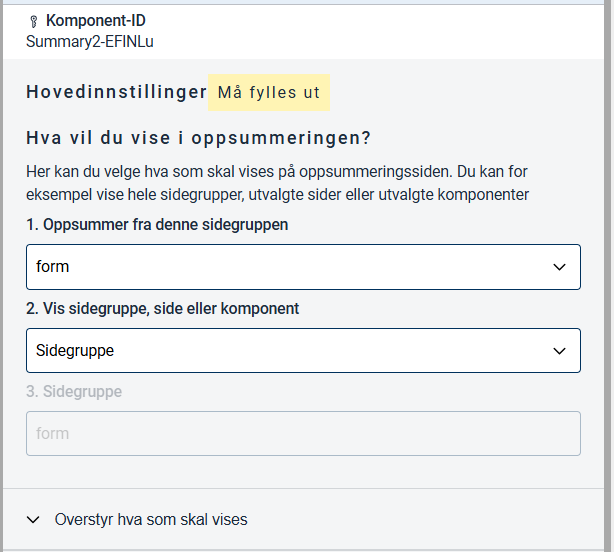 Komponent-ID
Summary2-EFINLu
Hovedinnstillinger Må fylles ut
Hva vil du vise i oppsummeringen?
Her kan du velge hva som skal vises på oppsummeringssiden. Du kan for
eksempel vise hele sidegrupper, utvalgte sider eller utvalgte komponenter
1. Oppsummer fra denne sidegruppen
form
2. Vis sidegruppe, side eller komponent
Sidegruppe
3. Sidegruppe
form
Overstyr hva som skal vises